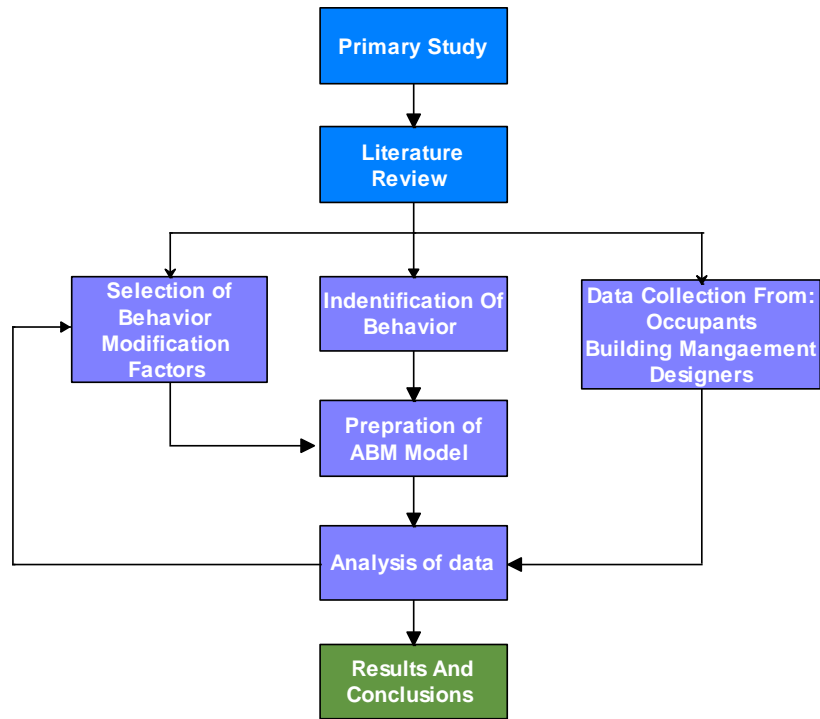 Primary Study
Literature
Review
Selection of
Behavior
Modification
Factors
Indentification Of
Behavior
Data Collection From:
Occupants
Building Mangaement
Designers
Prepration of
ABM Model
Analysis of data
Results And
Conclusions